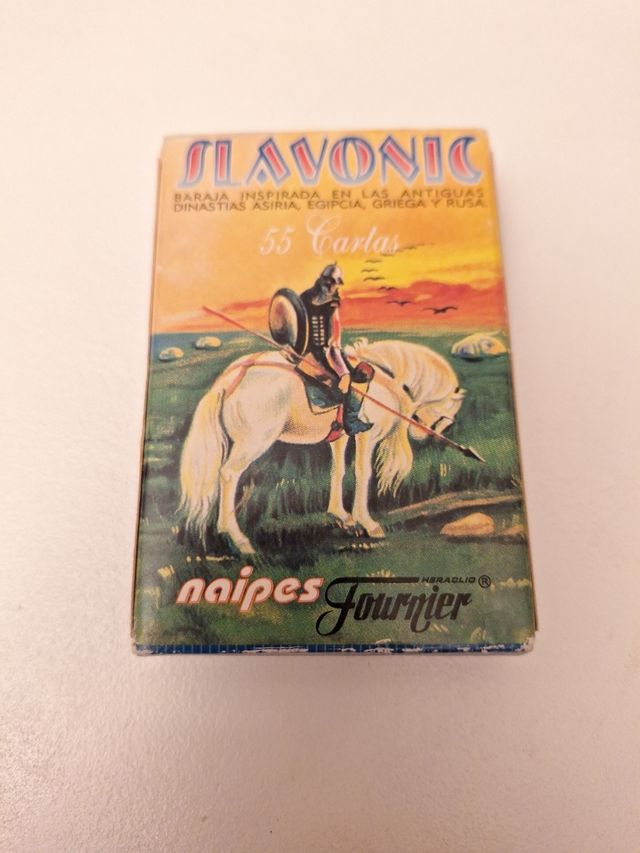 SLAVONIC
BARAJA INSPIRADA EN LAS ANTIGUAS
DINASTIAS ASIRIA, EGIPCIA, GRIEGA Y RUSA.
55 Cartas
naipes HERACLIO ®
Fournier